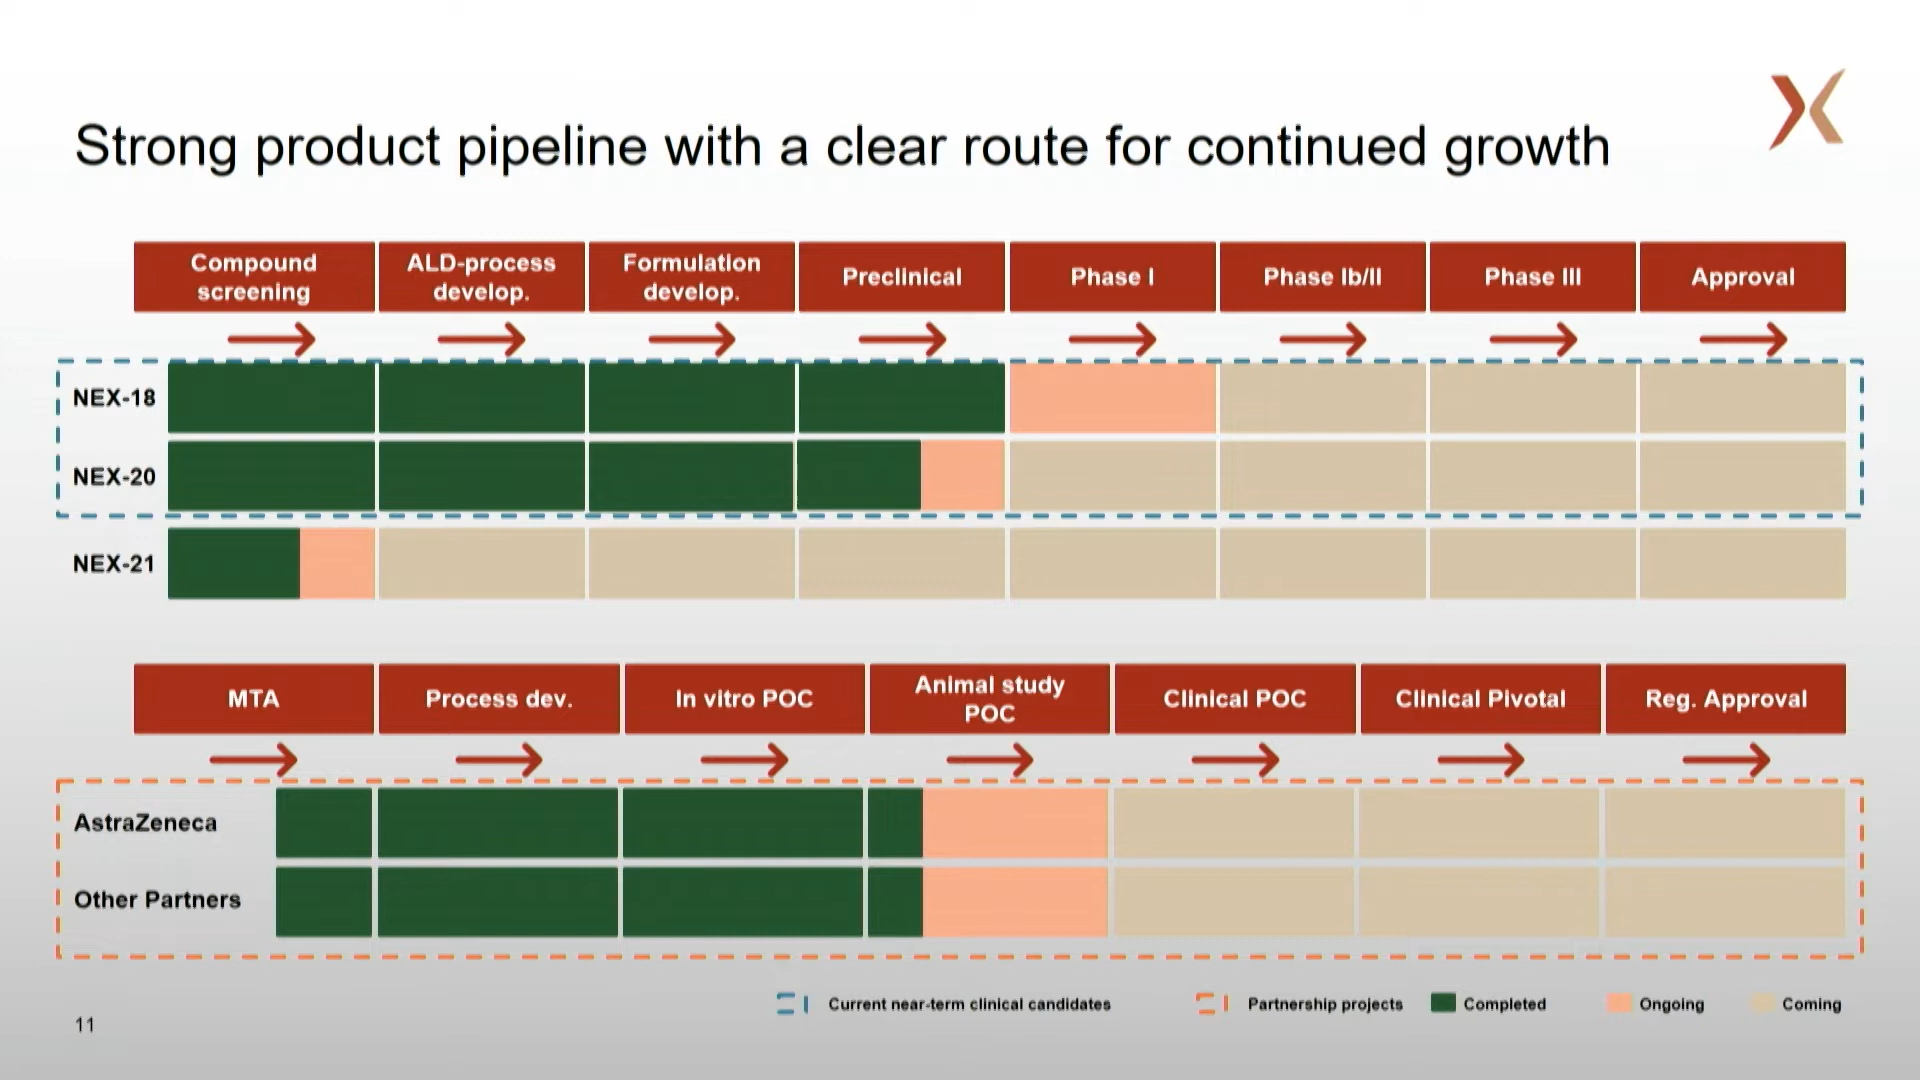 Strong product pipeline with a clear route for continued growth
Compound
screening
ALD-process
develop.
Formulation
develop.
Preclinical
Phase I
Phase Ib/II
Phase III
Approval
NEX-18
NEX-20
NEX-21
MTA
Process dev.
In vitro POC
Animal study
POC
Clinical POC
Clinical Pivotal
Reg. Approval
AstraZeneca
Other Partners
Current near-term clinical candidates
Partnership projects
Completed
Ongoing
Coming
11